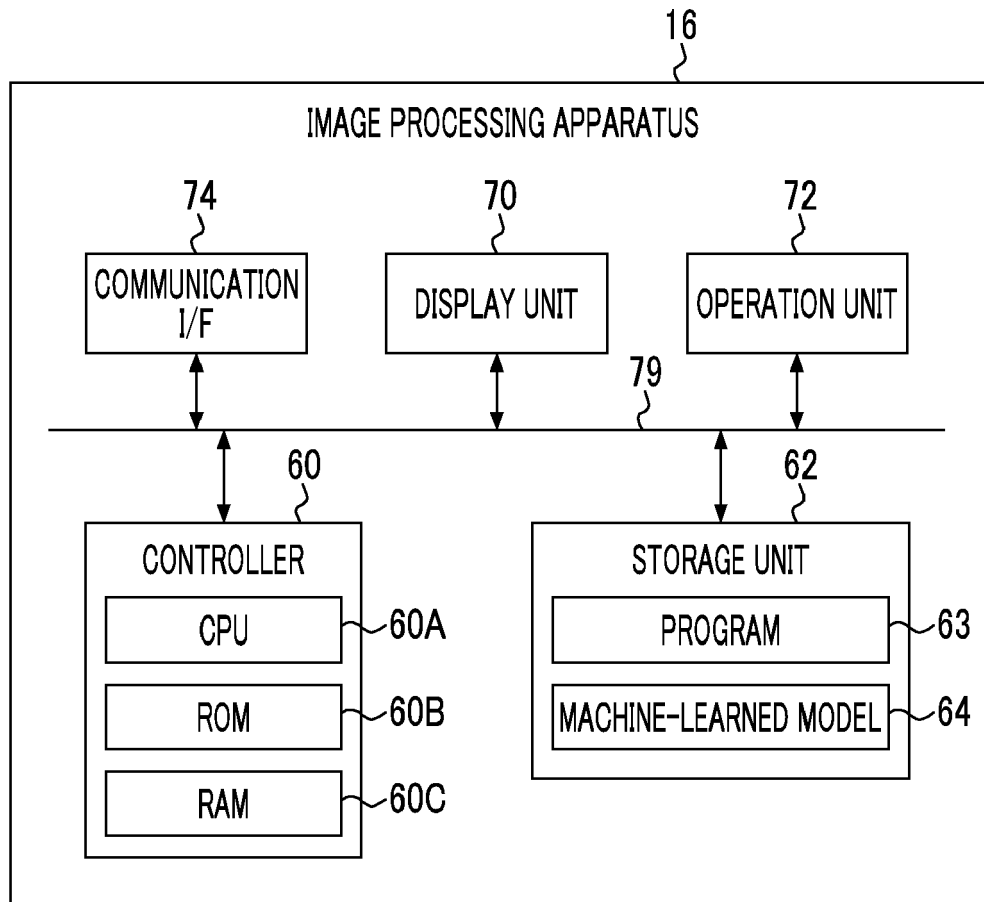 16
IMAGE PROCESSING APPARATUS
74
70
72
COMMUNICATION
I/F
DISPLAY UNIT
OPERATION UNIT
79
60
62
CONTROLLER
STORAGE UNIT
CPU
60A
PROGRAM
63
ROM
60B
MACHINE-LEARNED MODEL
64
RAM
60C